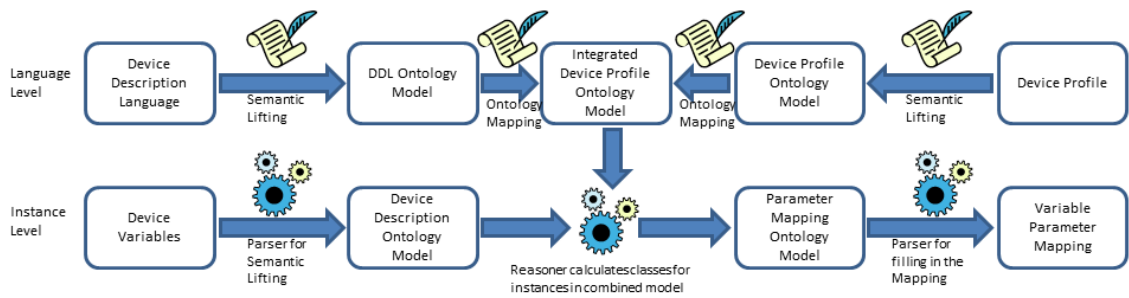 Language
Level
Device
Description
Language
Semantic
Lifting
DDL Ontology
Model
Ontology
Mapping
Integrated
Device Profile
Ontology
Model
Ontology
Mapping
Device Profile
Ontology
Model
Semantic
Lifting
Device Profile
Instance
Level
Device
Variables
Parser for
Semantic
Lifting
Device
Description
Ontology
Model
Reasoner calculates classes for
instances in combined model
Parameter
Mapping
Ontology
Model
Parser for
filling in the
Mapping
Variable
Parameter
Mapping